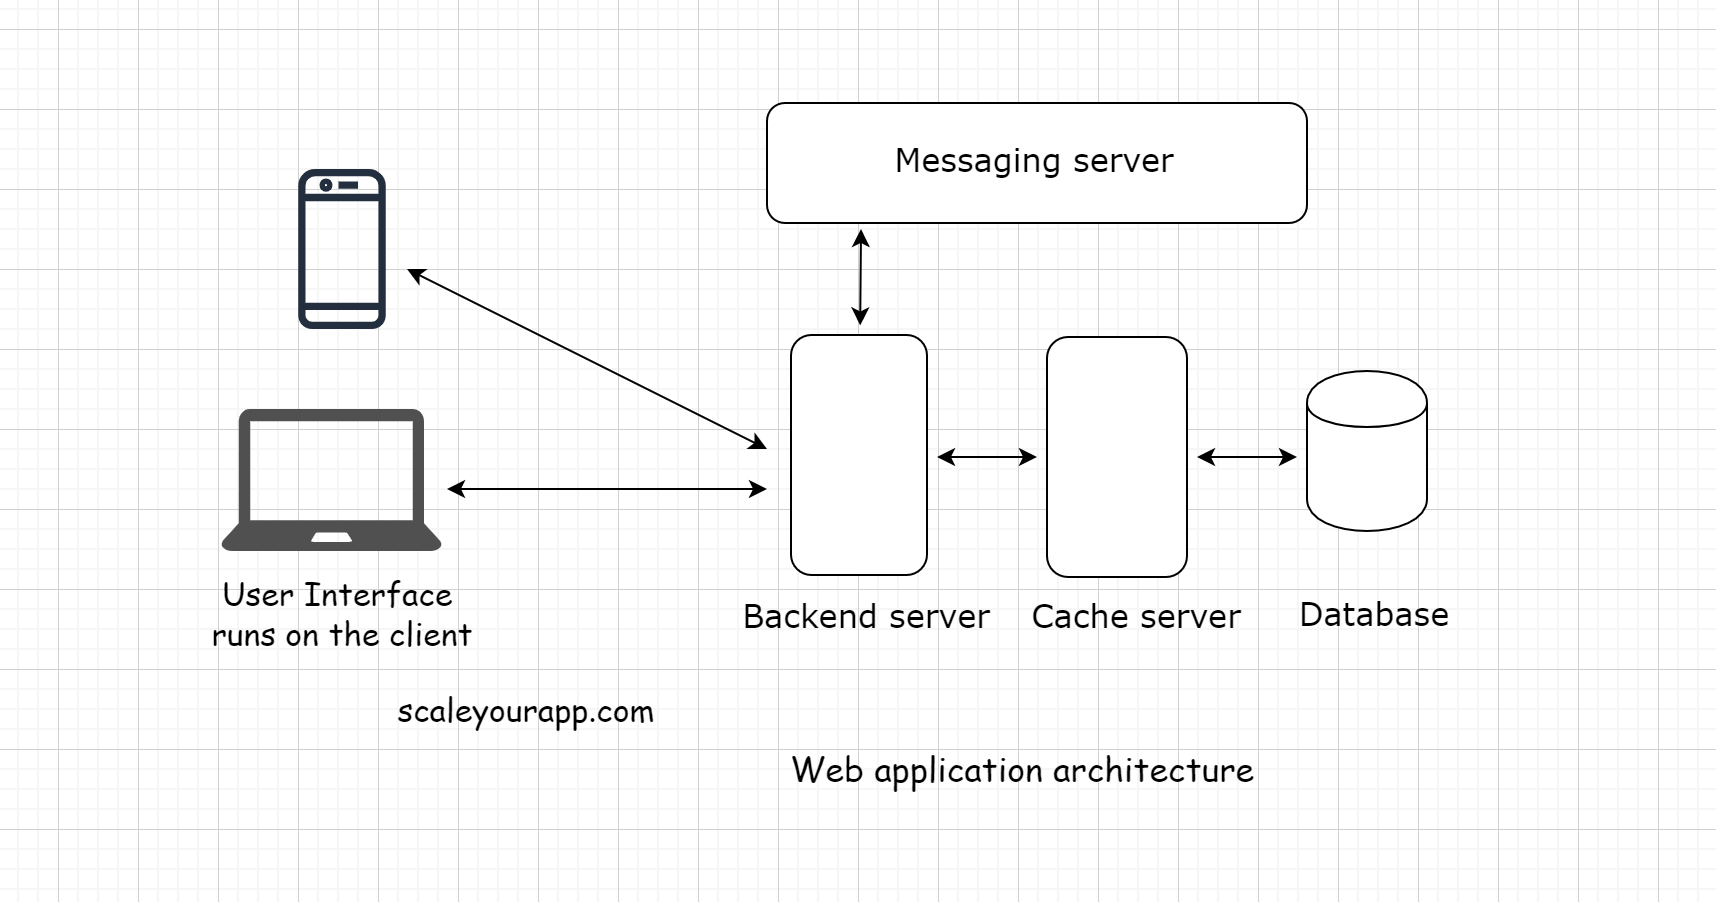 Messaging server
User Interface
runs on the client
Backend server
Cache server
Database
scaleyourapp.com
Web application architecture